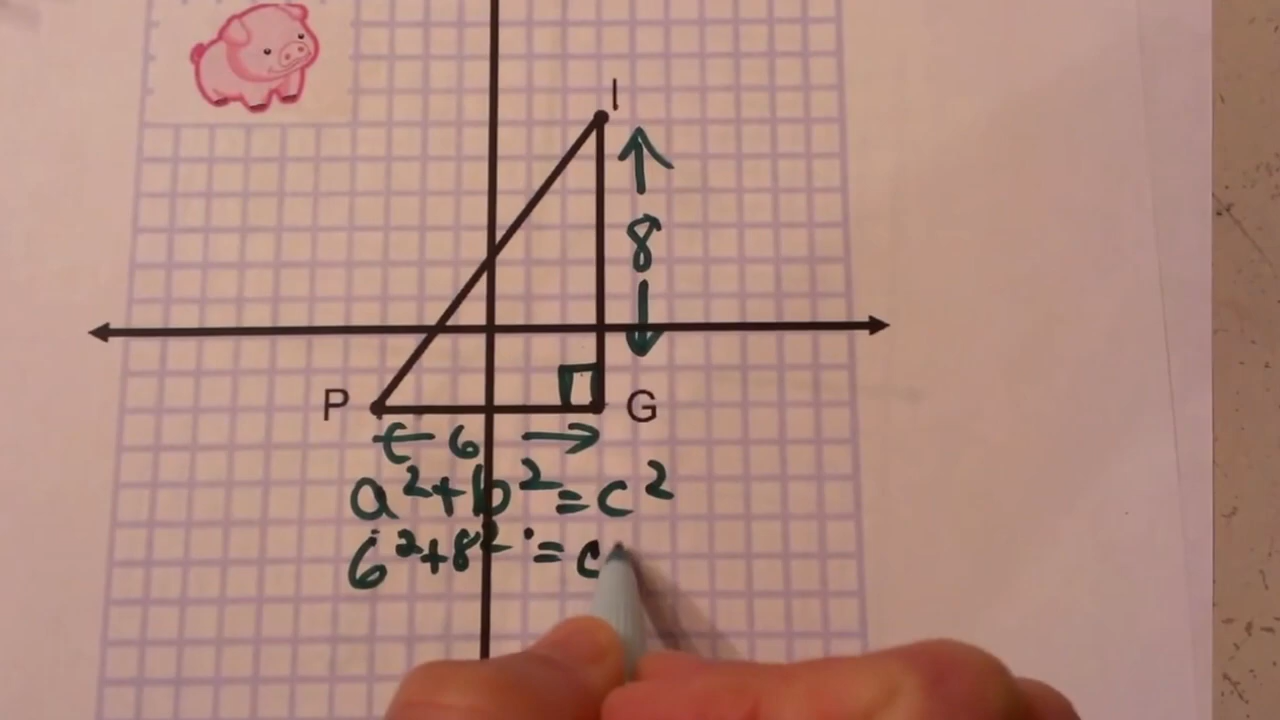 I
8
P
G
← 6 →
a²+b²=c²
6²+8²=c